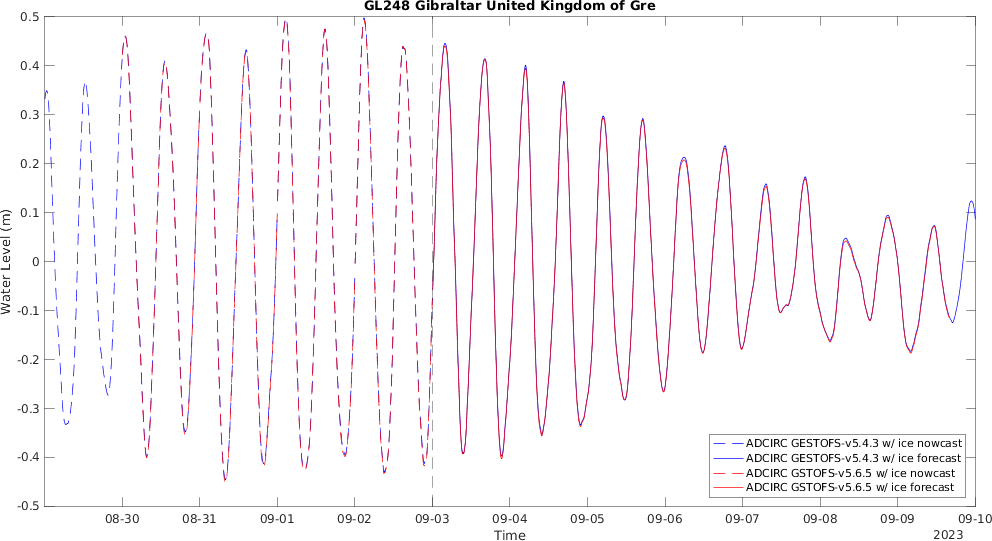 GL248 Gibraltar United Kingdom of Gre
0.5
0.4
0.3
0.2
0.1
0
-0.1
-0.2
-0.3
-0.4
-0.5
Water Level (m)
ADCIRC GESTOFS-v5.4.3 w/ ice nowcast
ADCIRC GESTOFS-v5.4.3 w/ ice forecast
ADCIRC GSTOFS-v5.6.5 w/ ice nowcast
ADCIRC GSTOFS-v5.6.5 w/ ice forecast
08-30 08-31 09-01 09-02 09-03 09-04 09-05 09-06 09-07 09-08 09-09 09-10
Time
2023